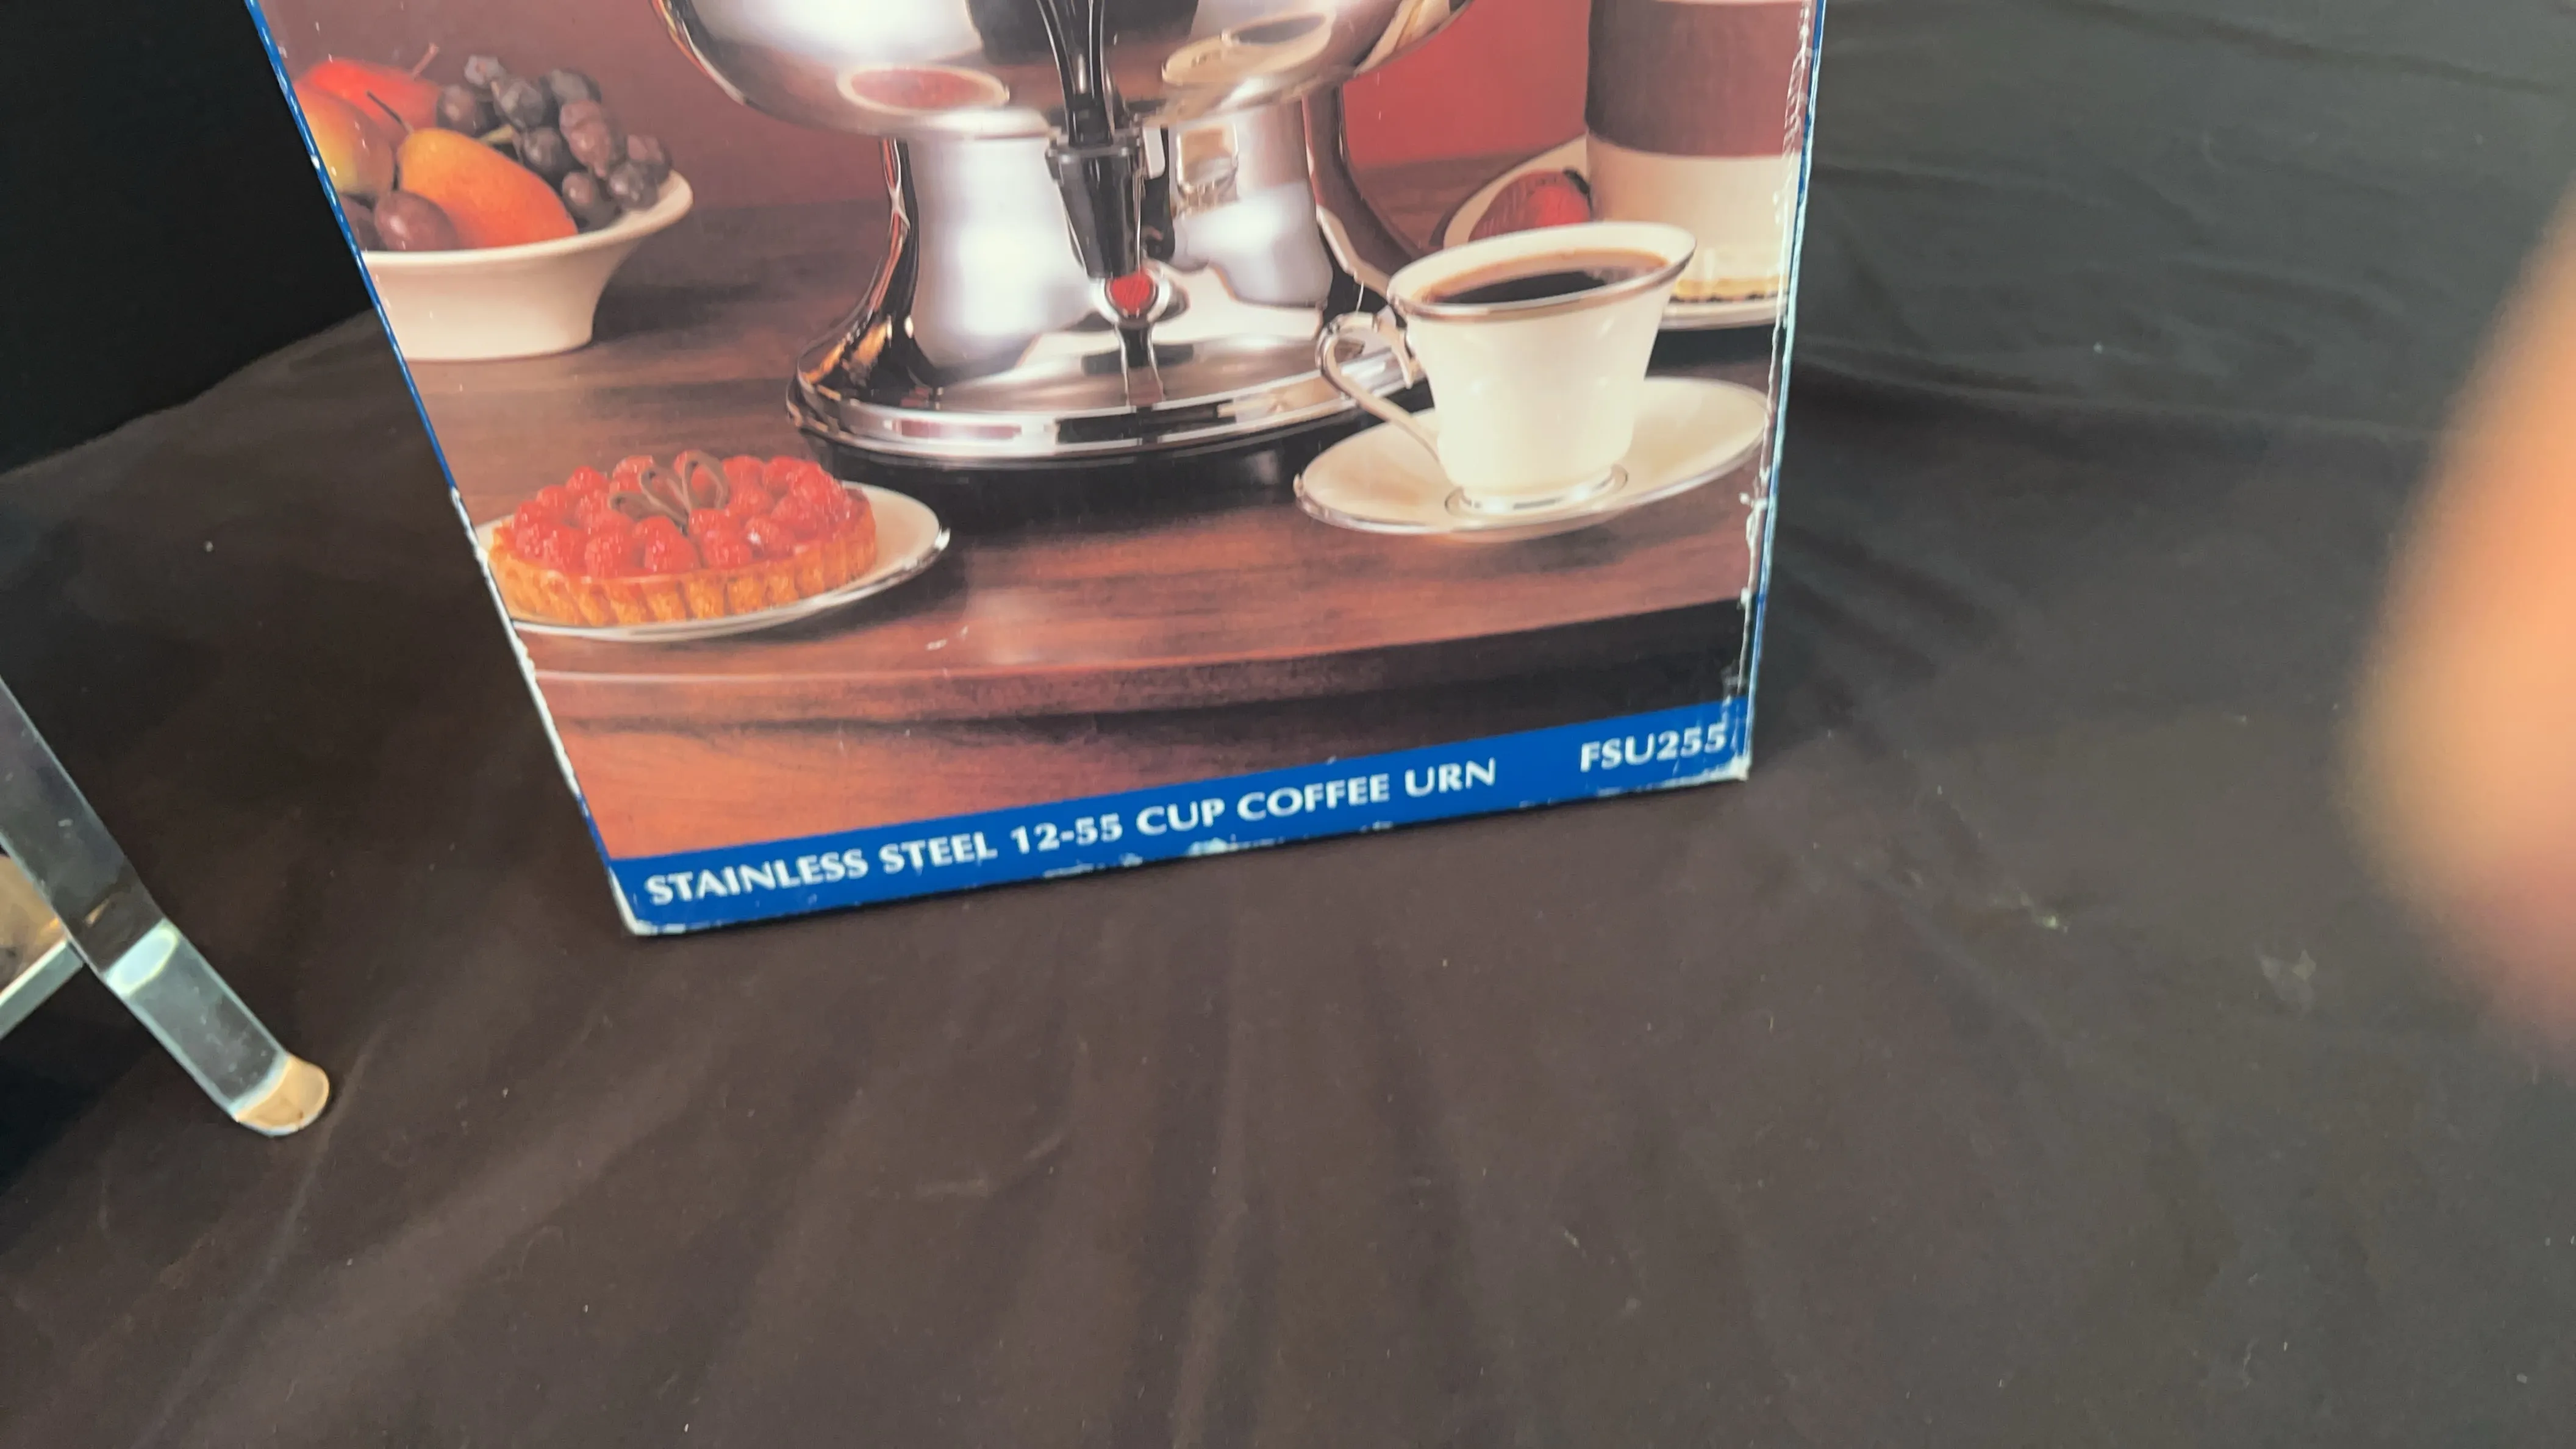 STAINLESS STEEL 12-55 CUP COFFEE URN FSU255